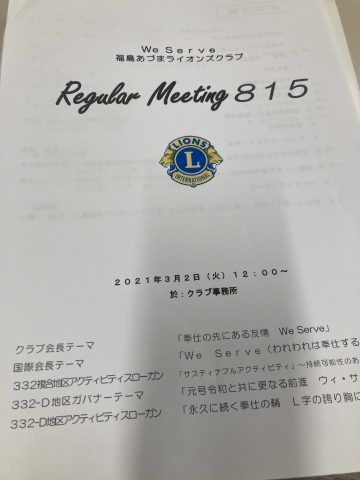 We Serve
福島あづまライオンズクラブ
Regular Meeting 815
LIONS
L
INTERNATIONAL
2021年3月2日（火）12:00～
於：クラブ事務所
クラブ会長テーマ 「奉仕の先にある友情 We Serve」
国際会長テーマ 「We Serve（われわれは奉仕する
332複合地区アクティビティスローガン 「サスティナブルアクティビティ」～持続可能性のあ
332-D地区ガバナーテーマ 「元号令和と共に更なる前進 ウィ・サ
332-D地区アクティビティスローガン 「永久に続く奉仕の輪 L字の誇り胸に